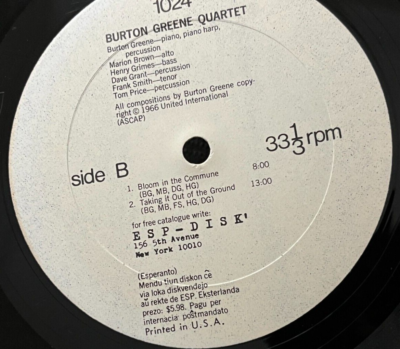 1024
BURTON GREENE QUARTET
Burton Greene—piano, piano harp,
percussion
Marion Brown—alto
Henry Grimes—bass
Dave Grant—percussion
Frank Smith—tenor
Tom Price—percussion
All compositions by Burton Greene copy-
right © 1966 United International
(ASCAP)
side B
33 1/3 rpm
1. Bloom in the Commune 8:00
(BG, MB, DG, HG)
2. Taking it Out of the Ground 13:00
(BG, MB, FS, HG, DG)
for free catalogue write:
ESP-DISK'
156 5th Avenue
New York 10010
(Esperanto)
Mendu tiun diskon ĉe
via loka diskvendejo
aŭ rekte de ESP. Eksterlanda
prezo: $5.98. Pagu per
internacia postmandato
Printed in U.S.A.